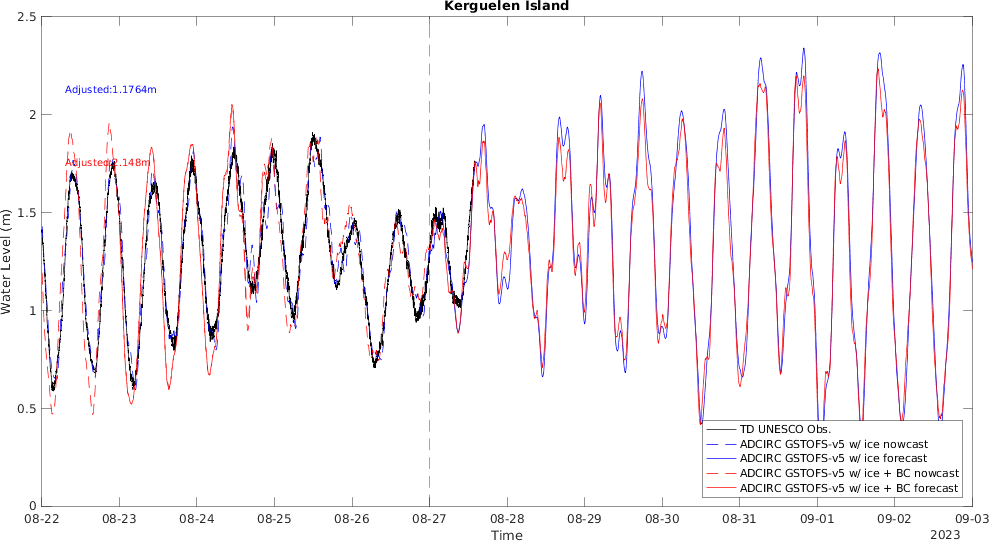 Kerguelen Island
2.5
2
1.5
1
0.5
0
Water Level (m)
Adjusted:1.1764m
Adjusted:2.148m
TD UNESCO Obs.
ADCIRC GSTOFS-v5 w/ ice nowcast
ADCIRC GSTOFS-v5 w/ ice forecast
ADCIRC GSTOFS-v5 w/ ice + BC nowcast
ADCIRC GSTOFS-v5 w/ ice + BC forecast
08-22 08-23 08-24 08-25 08-26 08-27 08-28 08-29 08-30 08-31 09-01 09-02 09-03
Time
2023